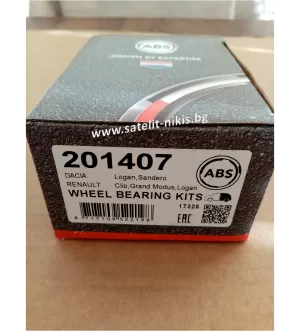 ABS
DRIVEN BY EXPERTISE
www.satelit-nikis.bg
201407
DACIA Logan,Sandero
RENAULT Clio,Grand Modus,Logan
WHEEL BEARING KITS
ABS
17326
EAC